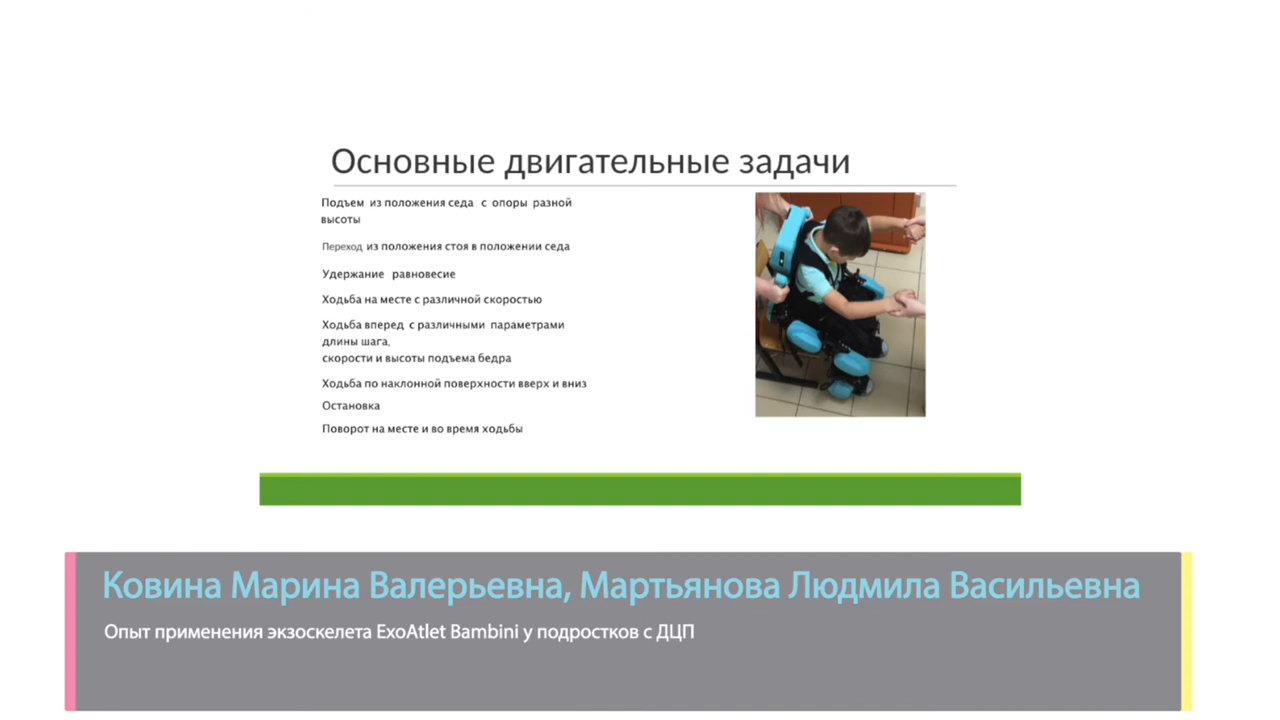 Основные двигательные задачи
Подъем из положения седа с опоры разной
высоты
Переход из положения стоя в положении седа
Удержание равновесие
Ходьба на месте с различной скоростью
Ходьба вперед с различными параметрами
длины шага,
скорости и высоты подъема бедра
Ходьба по наклонной поверхности вверх и вниз
Остановка
Поворот на месте и во время ходьбы
Ковина Марина Валерьевна, Мартьянова Людмила Васильевна
Опыт применения экзоскелета ExoAtlet Bambini у подростков с ДЦП